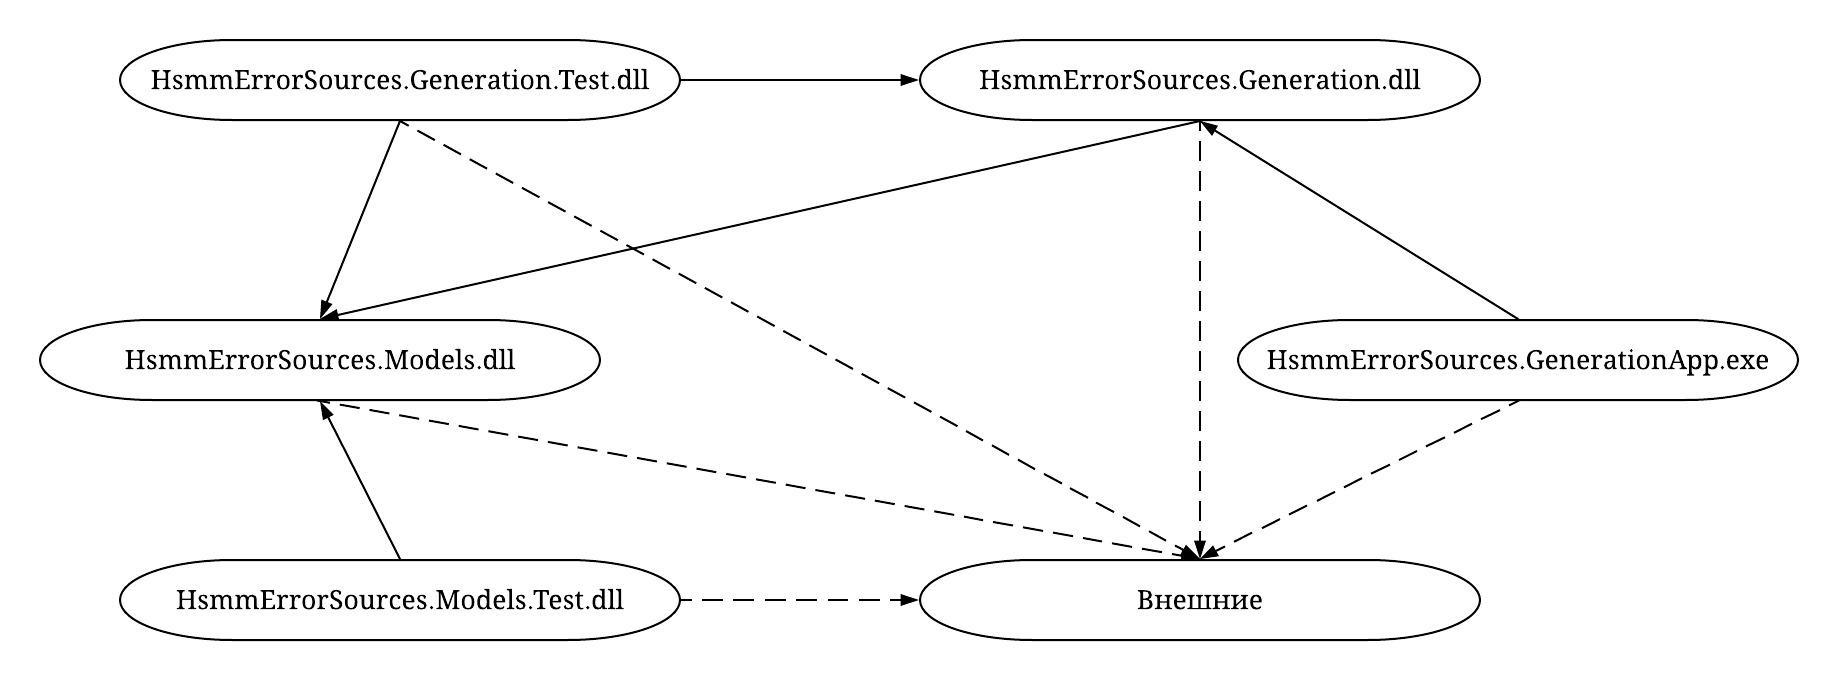 HsmmErrorSources.Generation.Test.dll
HsmmErrorSources.Generation.dll
HsmmErrorSources.Models.dll
HsmmErrorSources.GenerationApp.exe
HsmmErrorSources.Models.Test.dll
Внешние